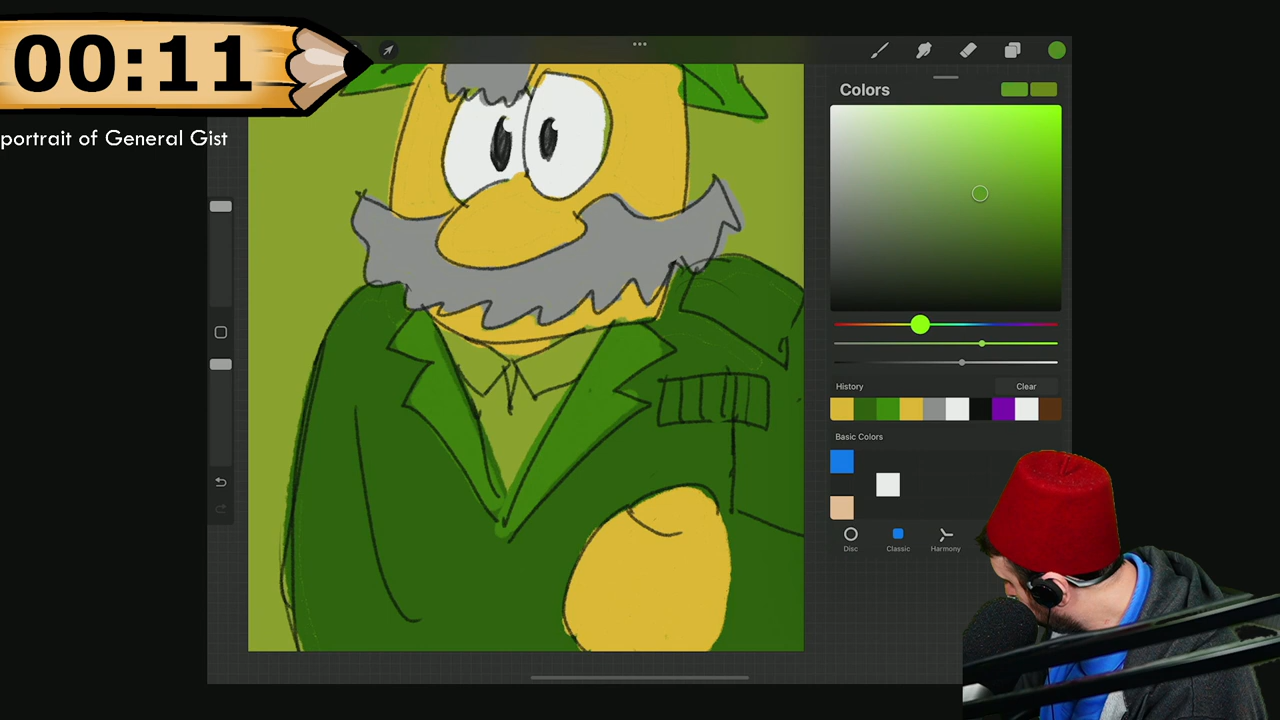 00:11
portrait of General Gist
Colors
History
Clear
Basic Colors
Disc
Classic
Harmony